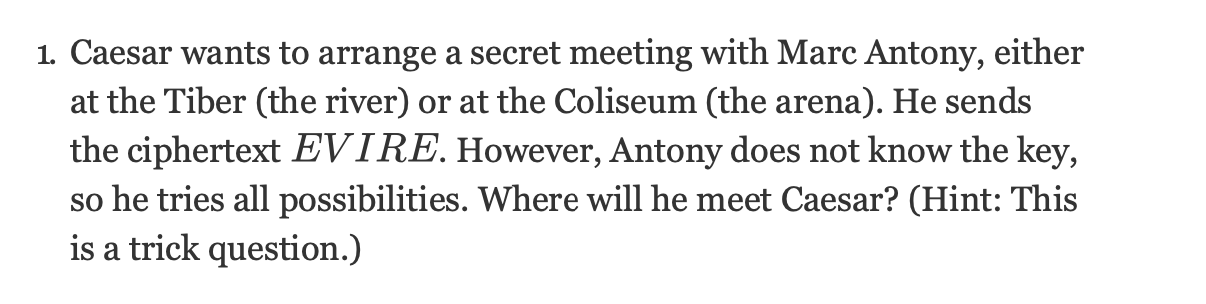 1. Caesar wants to arrange a secret meeting with Marc Antony, either
at the Tiber (the river) or at the Coliseum (the arena). He sends
the ciphertext EVIRE. However, Antony does not know the key,
so he tries all possibilities. Where will he meet Caesar? (Hint: This
is a trick question.)